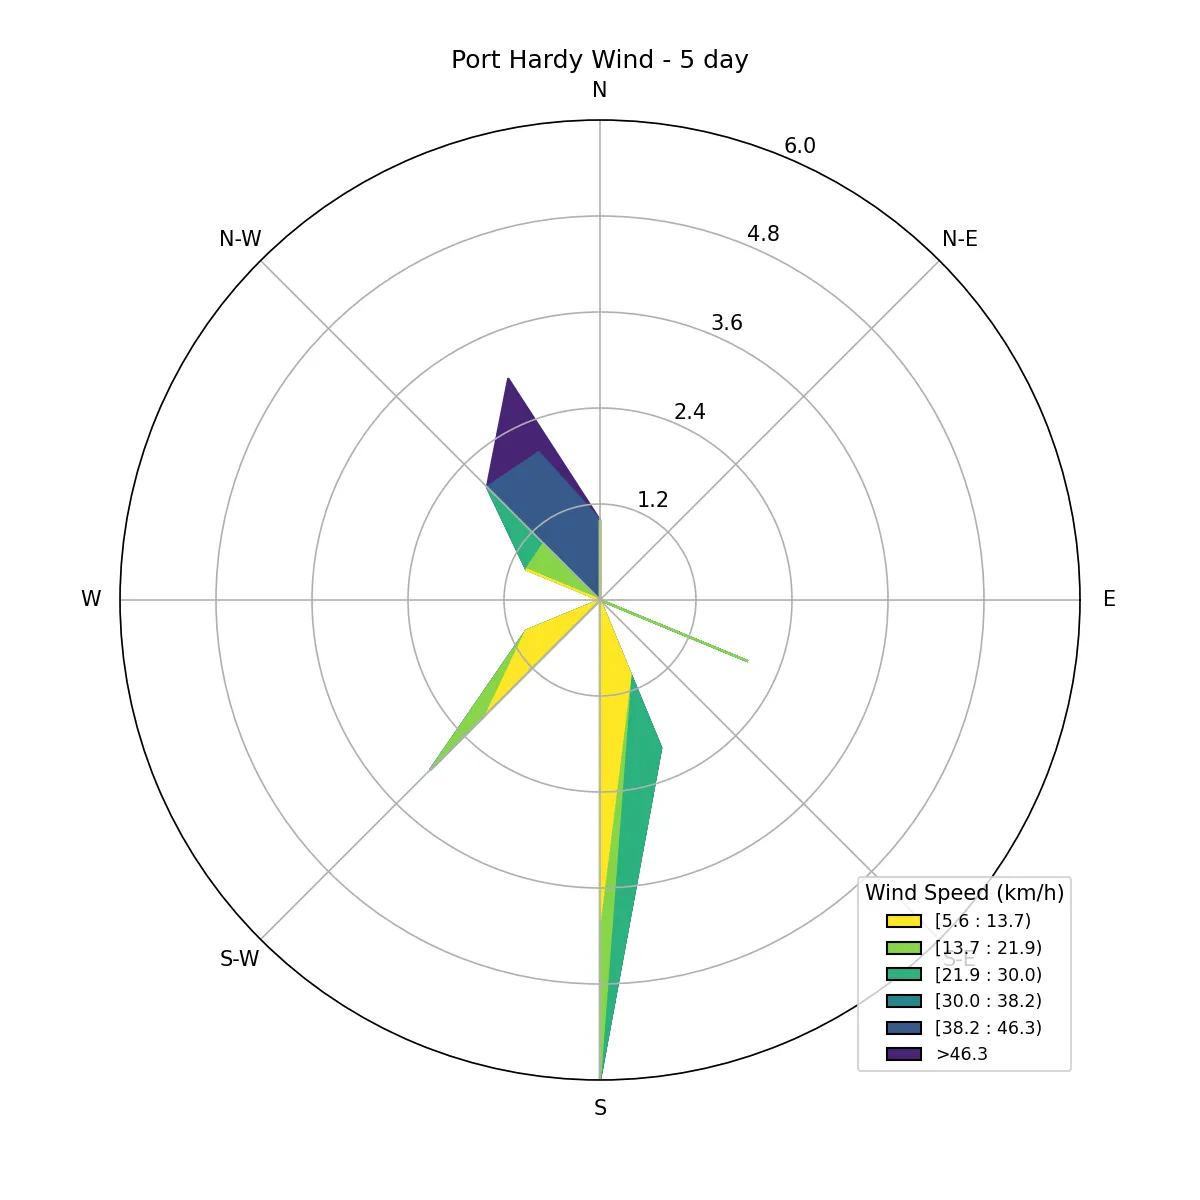 Port Hardy Wind - 5 day
N
6.0
N-W
4.8
N-E
3.6
2.4
1.2
W
E
S-W
S-E
S
Wind Speed (km/h)
[5.6 : 13.7)
[13.7 : 21.9)
[21.9 : 30.0)
[30.0 : 38.2)
[38.2 : 46.3)
>46.3